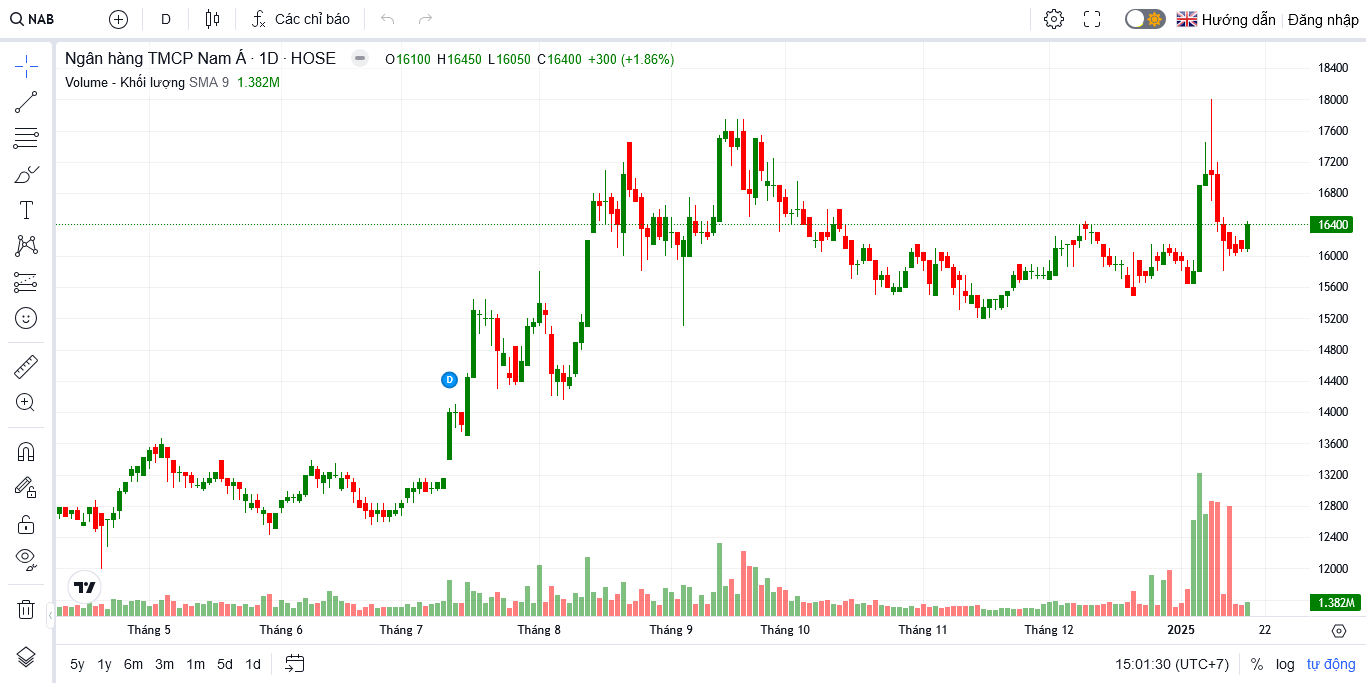 NAB D Các chỉ báo Hướng dẫn Đăng nhập
Ngân hàng TMCP Nam Á · 1D · HOSE O16100 H16450 L16050 C16400 +300 (+1.86%)
Volume - Khối lượng SMA 9 1.382M
18400
18000
17600
17200
16800
16400
16000
15600
15200
14800
14400
D
14000
13600
13200
12800
12400
12000
1.382M
Tháng 5 Tháng 6 Tháng 7 Tháng 8 Tháng 9 Tháng 10 Tháng 11 Tháng 12 2025 22
5y 1y 6m 3m 1m 5d 1d 15:01:30 (UTC+7) % log tự động